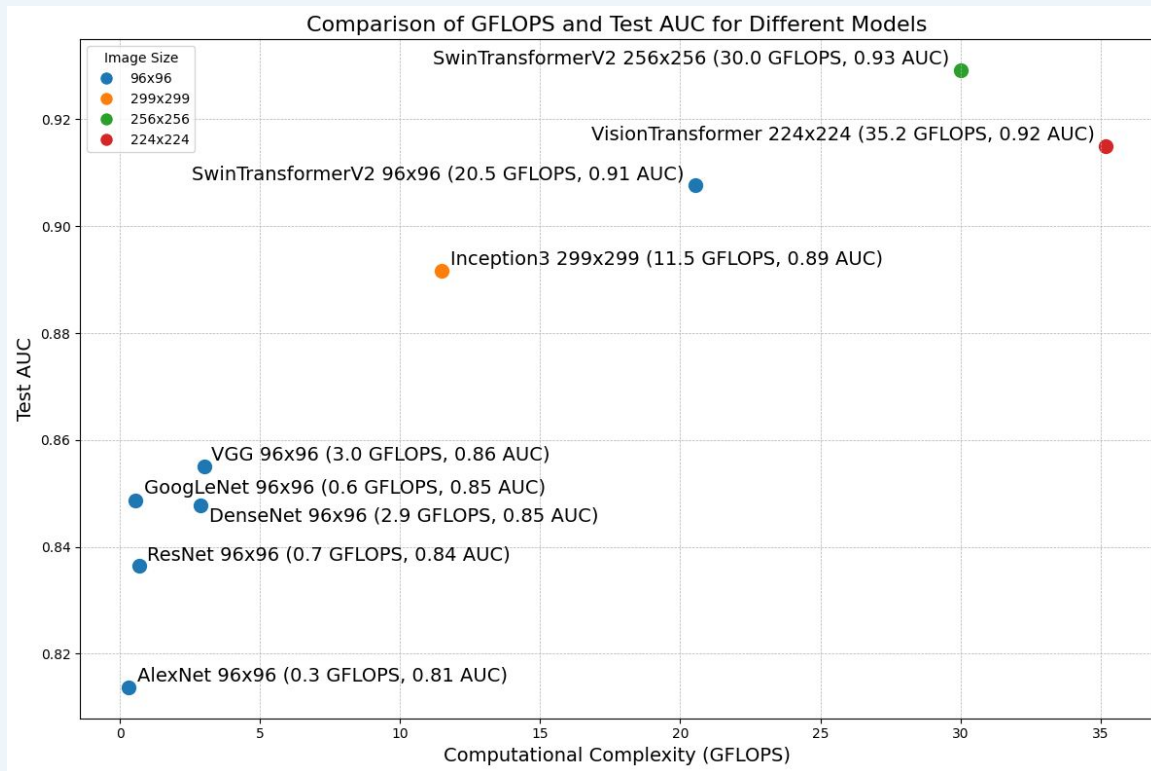 Comparison of GFLOPS and Test AUC for Different Models
Image Size
96x96
299x299
256x256
224x224
SwinTransformerV2 256x256 (30.0 GFLOPS, 0.93 AUC)
VisionTransformer 224x224 (35.2 GFLOPS, 0.92 AUC)
SwinTransformerV2 96x96 (20.5 GFLOPS, 0.91 AUC)
Inception3 299x299 (11.5 GFLOPS, 0.89 AUC)
VGG 96x96 (3.0 GFLOPS, 0.86 AUC)
GoogLeNet 96x96 (0.6 GFLOPS, 0.85 AUC)
DenseNet 96x96 (2.9 GFLOPS, 0.85 AUC)
ResNet 96x96 (0.7 GFLOPS, 0.84 AUC)
AlexNet 96x96 (0.3 GFLOPS, 0.81 AUC)
Test AUC
0.92
0.90
0.88
0.86
0.84
0.82
0 5 10 15 20 25 30 35
Computational Complexity (GFLOPS)